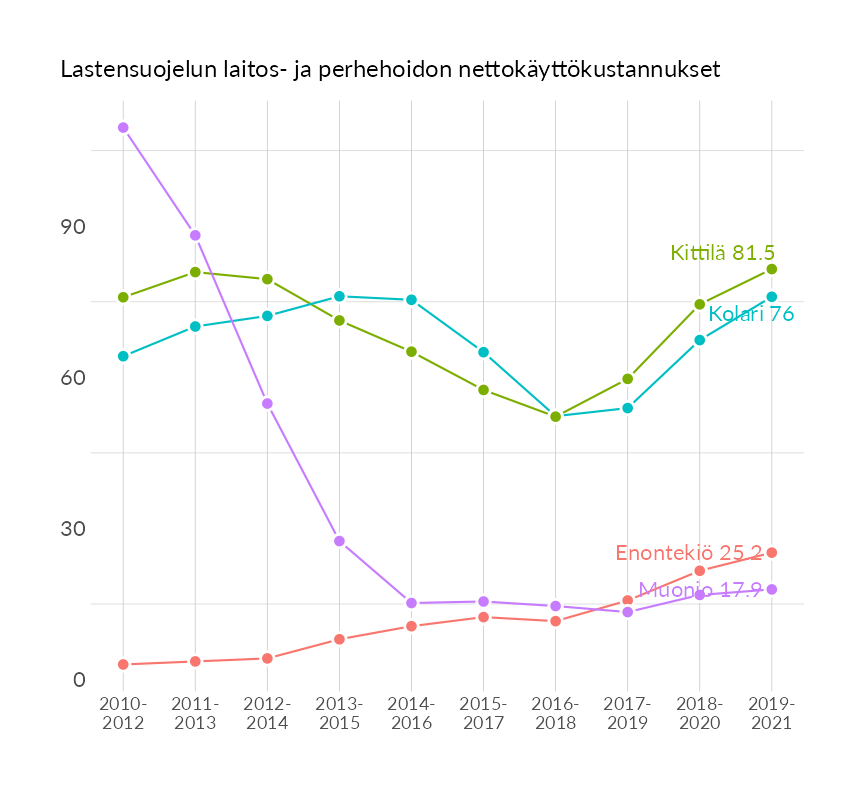 Lastensuojelun laitos- ja perhehoidon nettokäyttökustannukset
90
Kittilä 81.5
Kolari 76
60
30
Enontekiö 25.2
Muonio 17.9
0
2010- 2011- 2012- 2013- 2014- 2015- 2016- 2017- 2018- 2019-
2012 2013 2014 2015 2016 2017 2018 2019 2020 2021